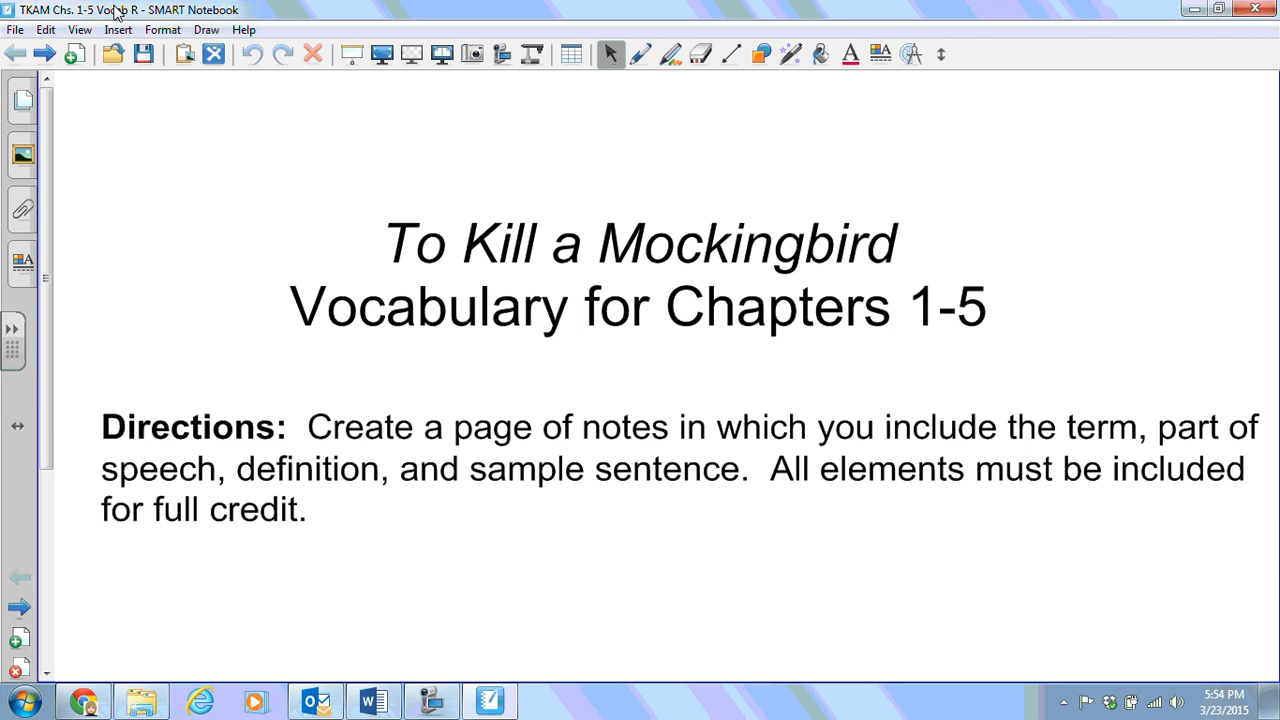 TKAM Chs. 1-5 Vocab R - SMART Notebook
File Edit View Insert Format Draw Help
To Kill a Mockingbird
Vocabulary for Chapters 1-5
Directions: Create a page of notes in which you include the term, part of
speech, definition, and sample sentence. All elements must be included
for full credit.
5:54 PM
3/23/2015